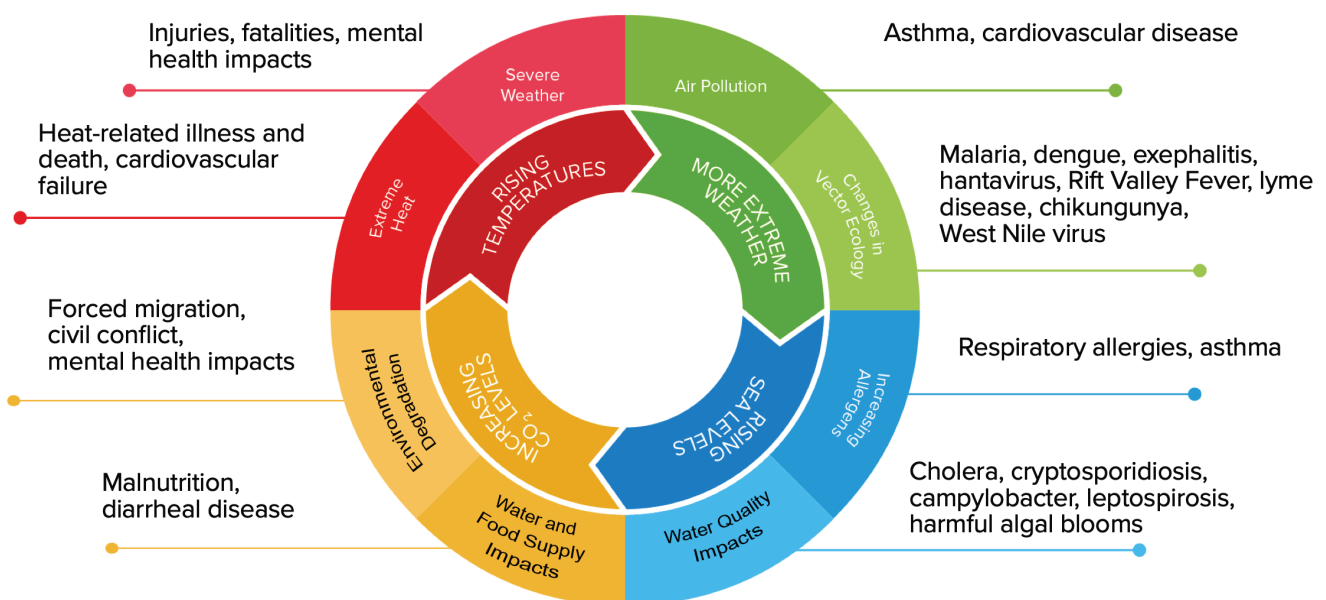 Injuries, fatalities, mental
health impacts
Asthma, cardiovascular disease
Severe
Weather
Air Pollution
Heat-related illness and
death, cardiovascular
failure
Extreme
Heat
RISING
TEMPERATURES
MORE EXTREME
WEATHER
Changes in
Vector Ecology
Malaria, dengue, exephalitis,
hantavirus, Rift Valley Fever, lyme
disease, chikungunya,
West Nile virus
Forced migration,
civil conflict,
mental health impacts
Environmental
Degradation
INCREASING
CO₂ LEVELS
RISING
SEA LEVELS
Increasing
Allergens
Respiratory allergies, asthma
Malnutrition,
diarrheal disease
Water and
Food Supply
Impacts
Water Quality
Impacts
Cholera, cryptosporidiosis,
campylobacter, leptospirosis,
harmful algal blooms